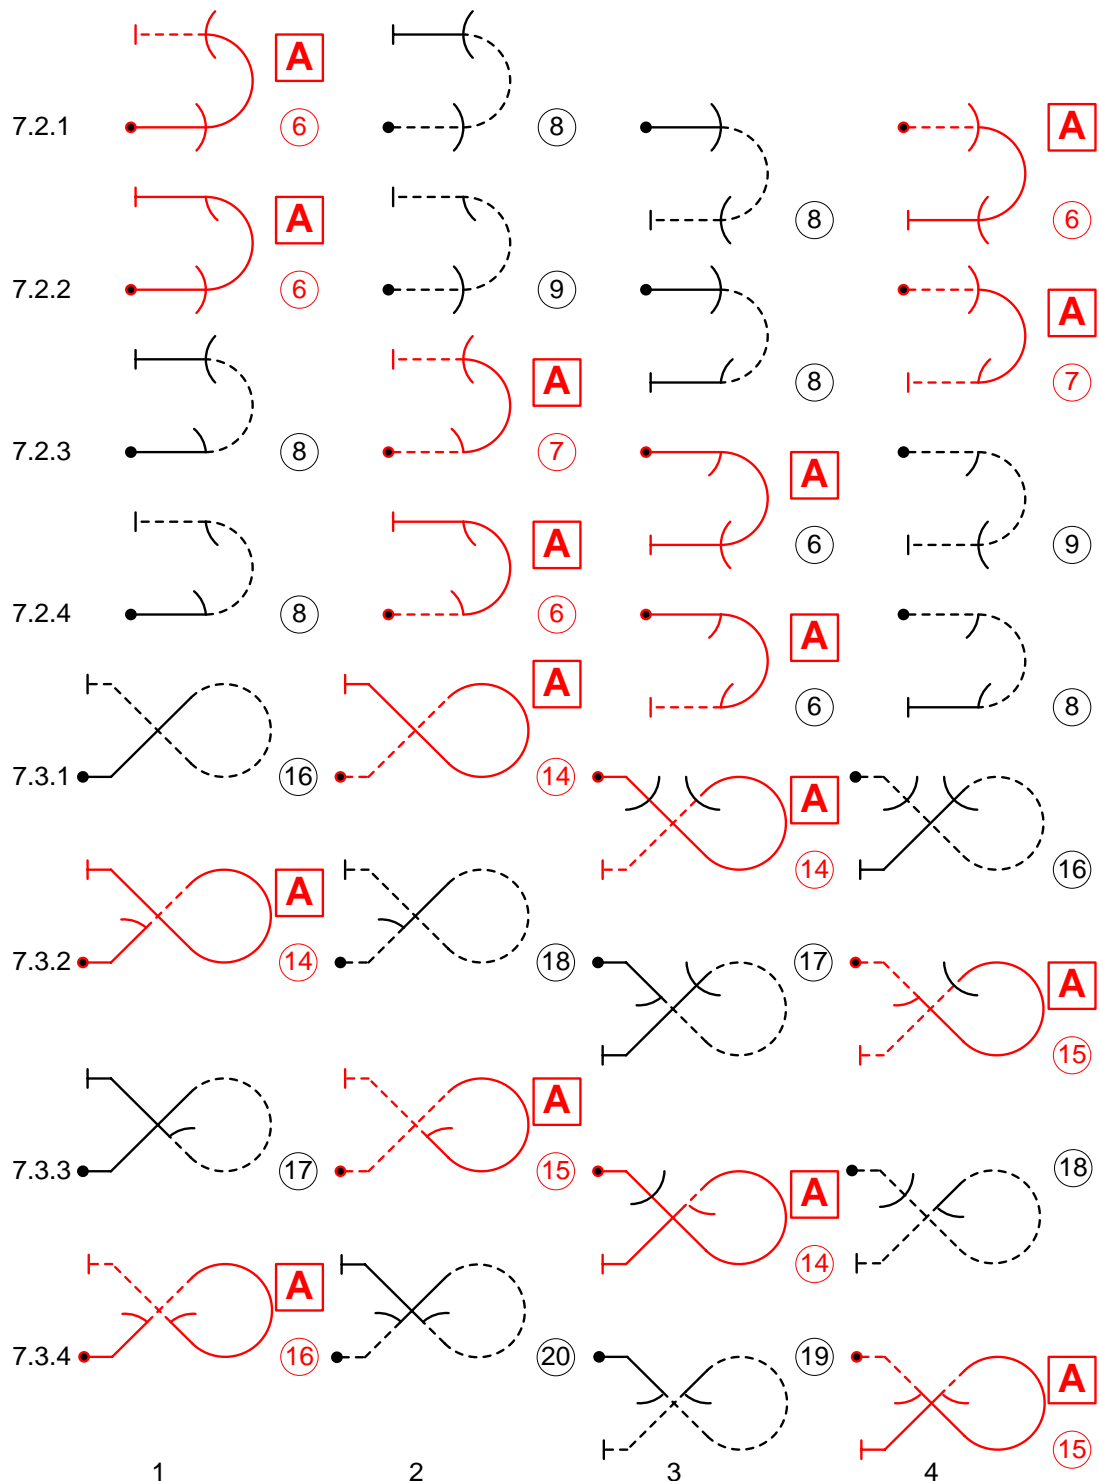 A A
7.2.1 6 8 A
8 6
A
7.2.2 6 9 A
A 8 7
7.2.3 8 7 A
A 6 9
7.2.4 8 6 A
A 6 8
7.3.1 16 14 A
A 14 16
7.3.2 14 18 17 A
A 15
7.3.3 17 15 A 18
A 14
7.3.4 16 20 19 A
15
1 2 3 4